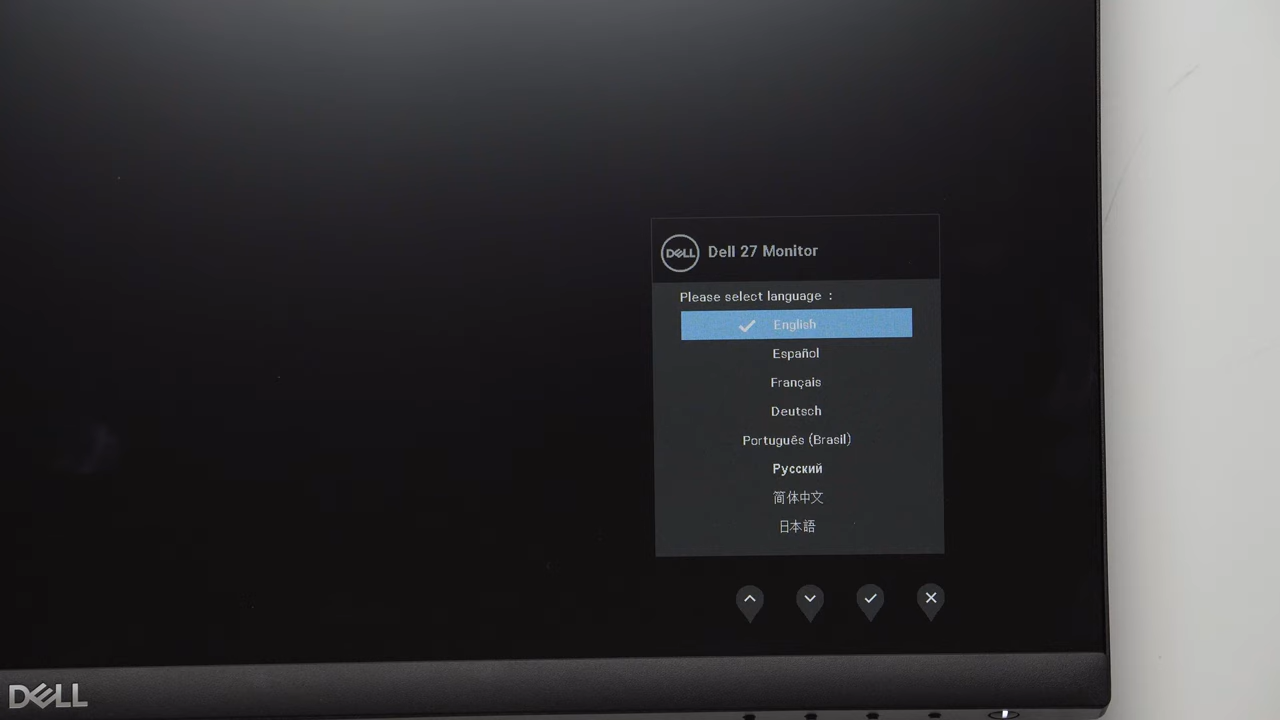 DELL
Dell 27 Monitor
Please select language :
English
Español
Français
Deutsch
Português (Brasil)
Русский
简体中文
日本語
DELL